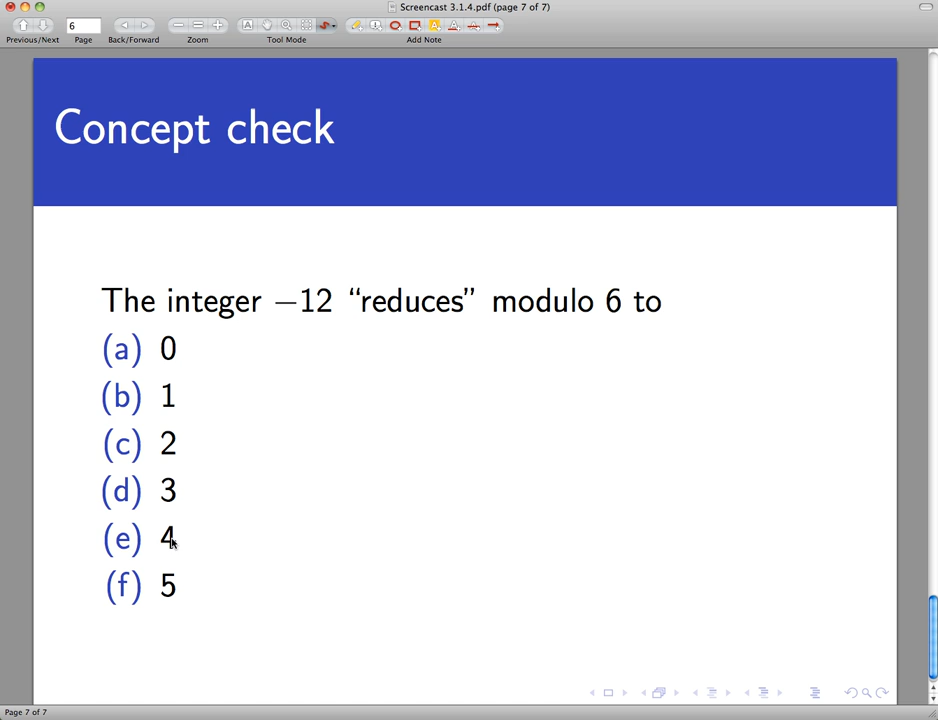 Screencast 3.1.4.pdf (page 7 of 7)
6
Previous/Next Page Back/Forward Zoom Tool Mode Add Note
Concept check
The integer −12 “reduces” modulo 6 to
(a) 0
(b) 1
(c) 2
(d) 3
(e) 4
(f) 5
Page 7 of 7